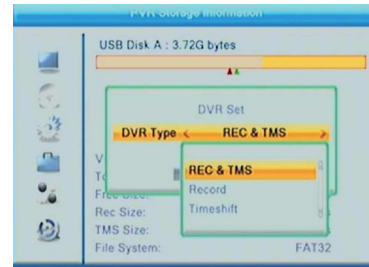 PVR Storage Information
USB Disk A : 3.72G bytes
DVR Set
DVR Type
REC & TMS
REC & TMS
Record
Timeshift
Free Size:
Rec Size:
TMS Size:
File System: FAT32